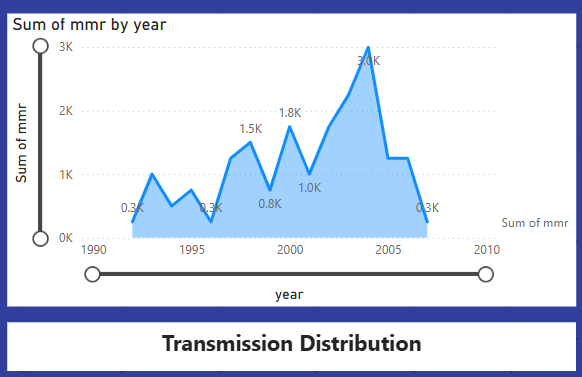 Sum of mmr by year
Sum of mmr
3K
2K
1K
0K
0.3K
0.3K
1.5K
0.8K
1.8K
1.0K
3.0K
0.3K
Sum of mmr
1990 1995 2000 2005 2010
year
Transmission Distribution